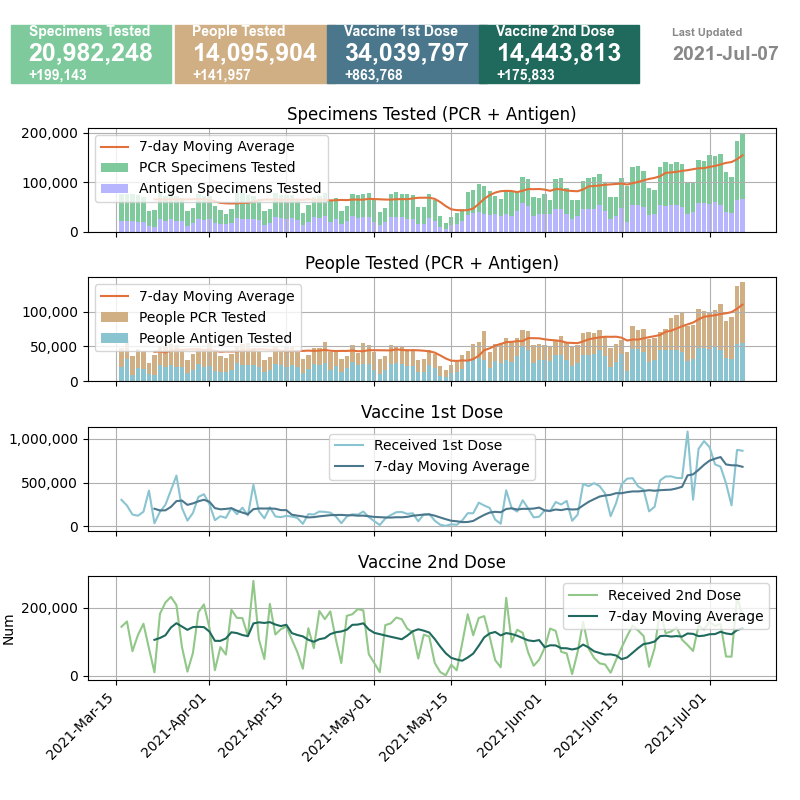 Specimens Tested
20,982,248
+199,143
People Tested
14,095,904
+141,957
Vaccine 1st Dose
34,039,797
+863,768
Vaccine 2nd Dose
14,443,813
+175,833
Last Updated
2021-Jul-07
Specimens Tested (PCR + Antigen)
200,000
100,000
0
7-day Moving Average
PCR Specimens Tested
Antigen Specimens Tested
People Tested (PCR + Antigen)
100,000
50,000
0
7-day Moving Average
People PCR Tested
People Antigen Tested
Vaccine 1st Dose
1,000,000
500,000
0
Received 1st Dose
7-day Moving Average
Vaccine 2nd Dose
Num
200,000
0
Received 2nd Dose
7-day Moving Average
2021-Mar-15
2021-Apr-01
2021-Apr-15
2021-May-01
2021-May-15
2021-Jun-01
2021-Jun-15
2021-Jul-01